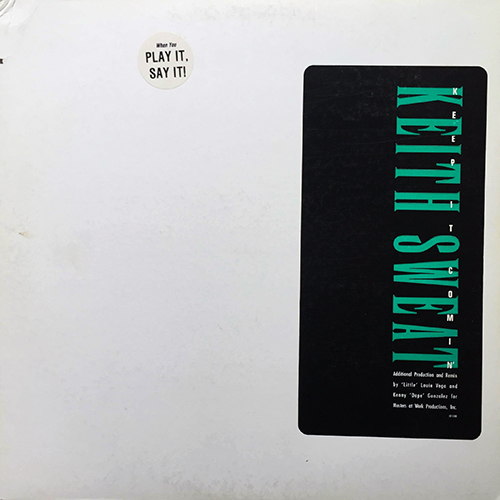 When You
PLAY IT,
SAY IT!
K
KEITH SWEAT
KEEP IT COMIN'
Additional Production and Remix
by "Little" Louie Vega and
Kenny "Dope" Gonzalez for
Masters at Work Productions, Inc.